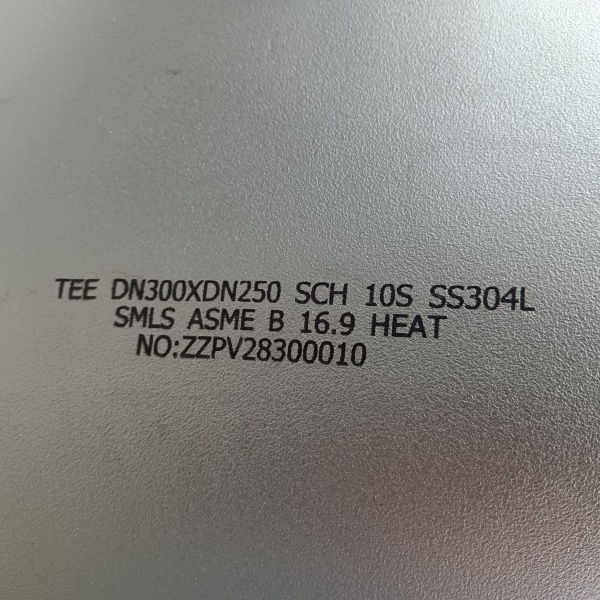 TEE DN300XDN250 SCH 10S SS304L
SMLS ASME B 16.9 HEAT
NO:ZZPV28300010